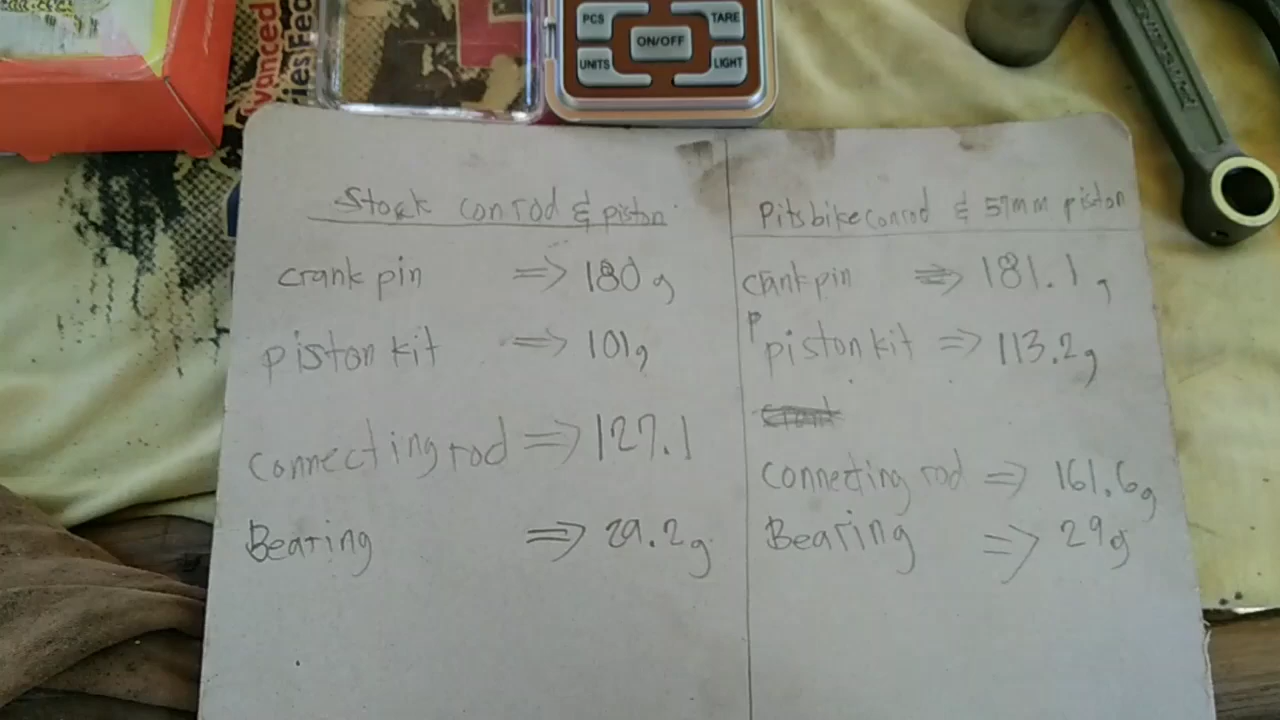 PCS
TARE
ON/OFF
UNITS
LIGHT
Stock conrod & piston
crank pin => 180g
piston kit => 101g
Connecting rod => 127.1
Bearing => 29.2g
Pitsbike conrod & 57mm piston
crank pin => 181.1g
P
piston kit => 113.2g
connecting rod => 161.6g
Bearing => 29g